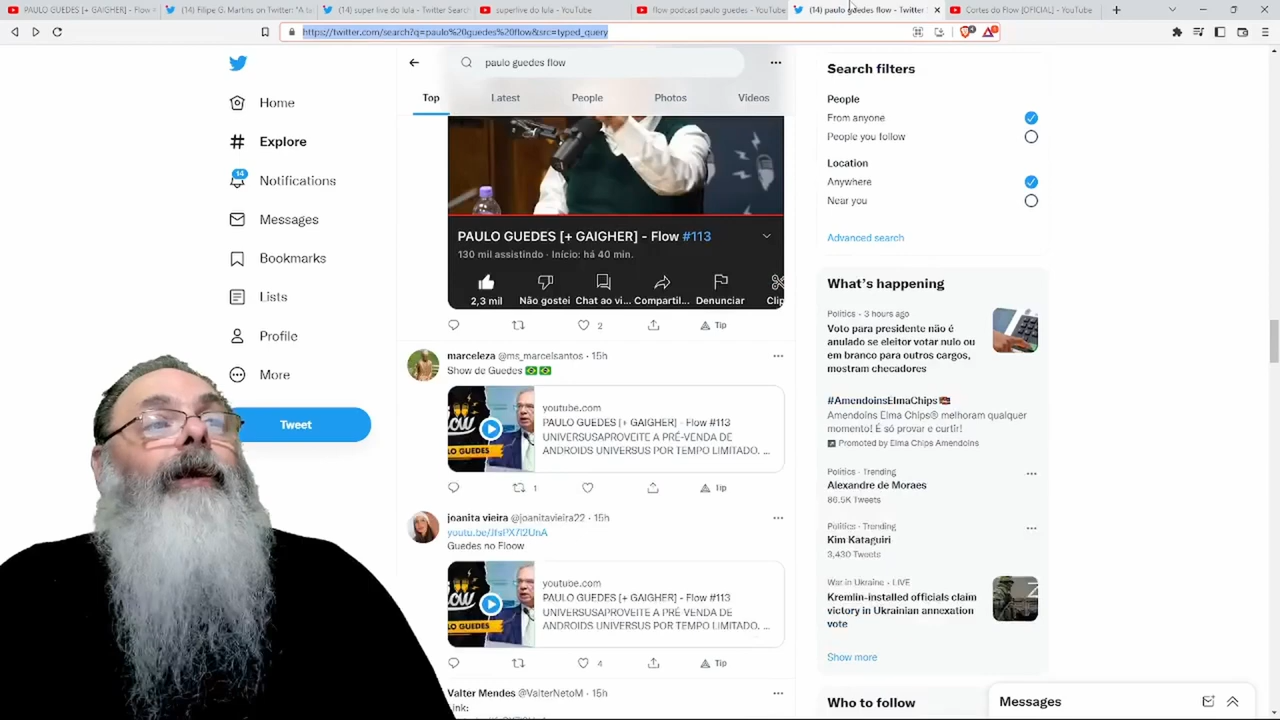 PAULO GUEDES [+ GAIGHER] - Flow #
(14) Filipe G. Martins on Twitter: "A
(14) super live do lula - Twitter Search
superlive do lula - YouTube
flow podcast paulo guedes - YouTube
(14) paulo guedes flow - Twitter
Cortes do Flow [OFICIAL] - YouTube
https://twitter.com/search?q=paulo%20guedes%20flow&src=typed_query
Home
Explore
14
Notifications
Messages
Bookmarks
Lists
Profile
More
Tweet
paulo guedes flow
Top
Latest
People
Photos
Videos
PAULO GUEDES [+ GAIGHER] - Flow #113
130 mil assistindo · Início: há 40 min.
2,3 mil
Não gostei
Chat ao vi...
Compartil...
Denunciar
Clip
2
Tip
marceleza @ms_marcelsantos · 15h
Show de Guedes
youtube.com
PAULO GUEDES [+ GAIGHER] - Flow #113
UNIVERSUAPROVEITE A PRÉ-VENDA DE
ANDROIDS UNIVERSUS POR TEMPO LIMITADO. ...
1
Tip
joanita vieira @joanitavieira22 · 15h
Guedes no Floow
youtube.com
PAULO GUEDES [+ GAIGHER] - Flow #113
UNIVERSUSAPROVEITE A PRÉ-VENDA DE
ANDROIDS UNIVERSUS POR TEMPO LIMITADO. ...
4
Tip
Valter Mendes @ValterNetoM · 15h
Link:
Search filters
People
From anyone
People you follow
Location
Anywhere
Near you
Advanced search
What's happening
Politics · 3 hours ago
Voto para presidente não é
anulado se eleitor votar nulo ou
em branco para outros cargos,
mostram checadores
#AmendoinsElmaChips
Amendoins Elma Chips® melhoram qualquer
momento! É só provar e curtir!
Promoted by Elma Chips Amendoins
Politics · Trending
Alexandre de Moraes
86.5K Tweets
Politics · Trending
Kim Kataguiri
3,430 Tweets
War in Ukraine · LIVE
Kremlin-installed officials claim
victory in Ukrainian annexation
vote
Show more
Who to follow
Messages